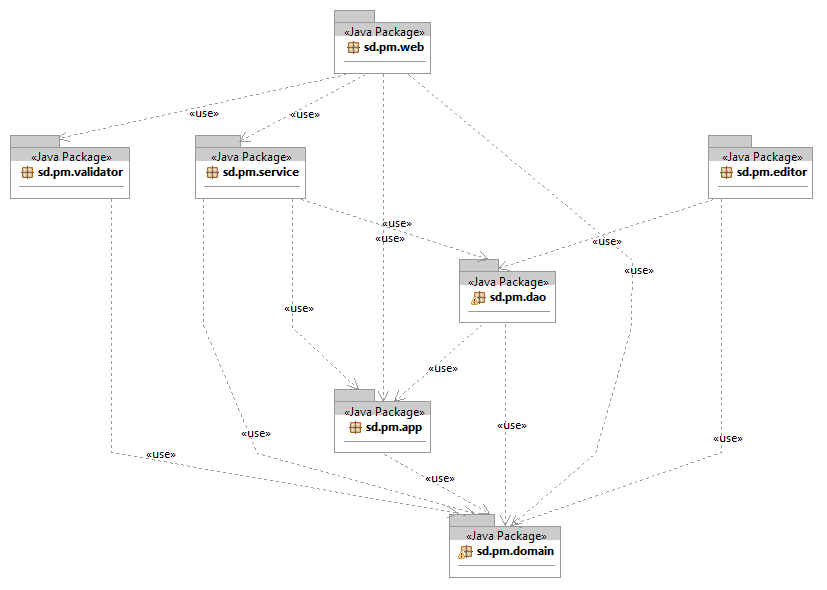 «Java Package»
sd.pm.web
«use»
«use»
«Java Package»
sd.pm.validator
«Java Package»
sd.pm.service
«Java Package»
sd.pm.editor
«use»
«use»
«use»
«use»
«Java Package»
sd.pm.dao
«use»
«use»
«Java Package»
sd.pm.app
«use»
«use»
«use»
«use»
«use»
«Java Package»
sd.pm.domain